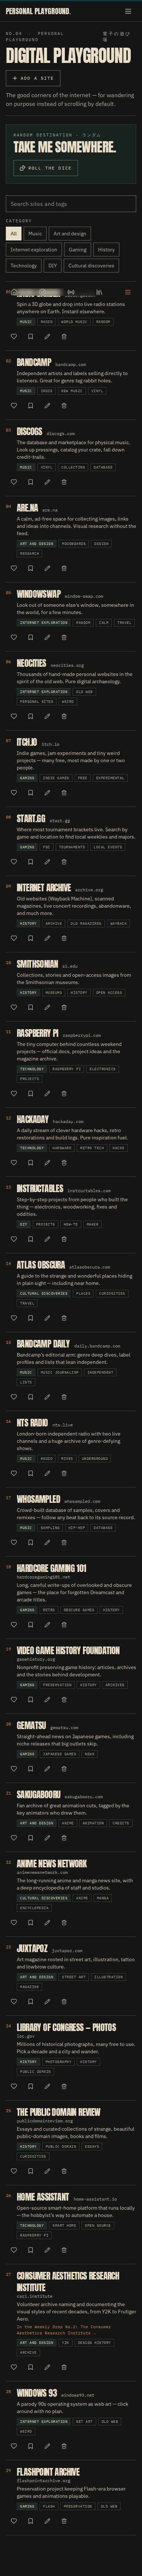 PERSONAL PLAYGROUND.
NO.04 PERSONAL PLAYGROUND
電子の遊び場
DIGITAL PLAYGROUND
+ ADD A SITE
The good corners of the internet — for wandering on purpose instead of scrolling by default.
RANDOM DESTINATION · ランダム
TAKE ME SOMEWHERE.
ROLL THE DICE
Search sites and tags
CATEGORY
All
Music
Art and design
Internet exploration
Gaming
History
Technology
DIY
Cultural discoveries
01
Spin a 3D globe and drop into live radio stations anywhere on Earth. Instant elsewhere.
MUSIC RADIO WORLD MUSIC RANDOM
02
BANDCAMP bandcamp.com
Independent artists and labels selling directly to listeners. Great for genre rabbit holes.
MUSIC INDIE NEW MUSIC VINYL
03
DISCOGS discogs.com
The database and marketplace for physical music. Look up pressings, catalog your crate, fall down credit-trails.
MUSIC VINYL COLLECTING DATABASE
04
ARE.NA are.na
A calm, ad-free space for collecting images, links and ideas into channels. Visual research without the feed.
ART AND DESIGN MOODBOARDS DESIGN
RESEARCH
05
WINDOWSWAP window-swap.com
Look out of someone else's window, somewhere in the world, for a few minutes.
INTERNET EXPLORATION RANDOM CALM TRAVEL
06
NEOCITIES neocities.org
Thousands of hand-made personal websites in the spirit of the old web. Pure digital archaeology.
INTERNET EXPLORATION OLD WEB
PERSONAL SITES WEIRD
07
ITCH.IO itch.io
Indie games, jam experiments and tiny weird projects — many free, most made by one or two people.
GAMING INDIE GAMES FREE EXPERIMENTAL
08
START.GG start.gg
Where most tournament brackets live. Search by game and location to find local weeklies and majors.
GAMING FGC TOURNAMENTS LOCAL EVENTS
09
INTERNET ARCHIVE archive.org
Old websites (Wayback Machine), scanned magazines, live concert recordings, abandonware, and much more.
HISTORY ARCHIVE OLD MAGAZINES WAYBACK
10
SMITHSONIAN si.edu
Collections, stories and open-access images from the Smithsonian museums.
HISTORY MUSEUMS HISTORY OPEN ACCESS
11
RASPBERRY PI raspberrypi.com
The tiny computer behind countless weekend projects — official docs, project ideas and the magazine archive.
TECHNOLOGY RASPBERRY PI ELECTRONICS
PROJECTS
12
HACKADAY hackaday.com
A daily stream of clever hardware hacks, retro restorations and build logs. Pure inspiration fuel.
TECHNOLOGY HARDWARE RETRO TECH HACKS
13
INSTRUCTABLES instructables.com
Step-by-step projects from people who built the thing — electronics, woodworking, fixes and oddities.
DIY PROJECTS HOW-TO MAKER
14
ATLAS OBSCURA atlasobscura.com
A guide to the strange and wonderful places hiding in plain sight — including near home.
CULTURAL DISCOVERIES PLACES CURIOSITIES
TRAVEL
15
BANDCAMP DAILY daily.bandcamp.com
Bandcamp's editorial arm: genre deep dives, label profiles and lists that lean independent.
MUSIC MUSIC JOURNALISM INDEPENDENT
LISTS
16
NTS RADIO nts.live
London-born independent radio with two live channels and a huge archive of genre-defying shows.
MUSIC RADIO MIXES UNDERGROUND
17
WHOSAMPLED whosampled.com
Crowd-built database of samples, covers and remixes — follow any beat back to its source record.
MUSIC SAMPLING HIP-HOP DATABASE
18
HARDCORE GAMING 101
hardcoregaming101.net
Long, careful write-ups of overlooked and obscure games — the place for forgotten Dreamcast and arcade titles.
GAMING RETRO OBSCURE GAMES HISTORY
19
VIDEO GAME HISTORY FOUNDATION
gamehistory.org
Nonprofit preserving game history: articles, archives and the stories behind development.
GAMING PRESERVATION HISTORY ARCHIVES
20
GEMATSU gematsu.com
Straight-ahead news on Japanese games, including niche releases that big outlets skip.
GAMING JAPANESE GAMES NEWS
21
SAKUGABOORU sakugabooru.com
Fan archive of great animation cuts, tagged by the key animators who drew them.
ART AND DESIGN ANIME ANIMATION CREDITS
22
ANIME NEWS NETWORK
animenewsnetwork.com
The long-running anime and manga news site, with a deep encyclopedia of staff and studios.
CULTURAL DISCOVERIES ANIME MANGA
ENCYCLOPEDIA
23
JUXTAPOZ juxtapoz.com
Art magazine rooted in street art, illustration, tattoo and lowbrow culture.
ART AND DESIGN STREET ART ILLUSTRATION
MAGAZINE
24
LIBRARY OF CONGRESS — PHOTOS
loc.gov
Millions of historical photographs, many free to use. Pick a decade and a city and wander.
HISTORY PHOTOGRAPHY HISTORY
PUBLIC DOMAIN
25
THE PUBLIC DOMAIN REVIEW
publicdomainreview.org
Essays and curated collections of strange, beautiful public-domain images, books and films.
HISTORY PUBLIC DOMAIN ESSAYS
CURIOSITIES
26
HOME ASSISTANT home-assistant.io
Open-source smart-home platform that runs locally — the hobbyist's way to automate a house.
TECHNOLOGY SMART HOME OPEN SOURCE
RASPBERRY PI
27
CONSUMER AESTHETICS RESEARCH INSTITUTE
cari.institute
Volunteer archive naming and documenting the visual styles of recent decades, from Y2K to Frutiger Aero.
In the Weekly Drop No.2: The Consumer Aesthetics Research Institute
ART AND DESIGN Y2K DESIGN HISTORY
ARCHIVE
28
WINDOWS 93 windows93.net
A parody 90s operating system as web art — click around with no plan.
INTERNET EXPLORATION NET ART OLD WEB
WEIRD
29
FLASHPOINT ARCHIVE
flashpointarchive.org
Preservation project keeping Flash-era browser games and animations playable.
GAMING FLASH PRESERVATION OLD WEB